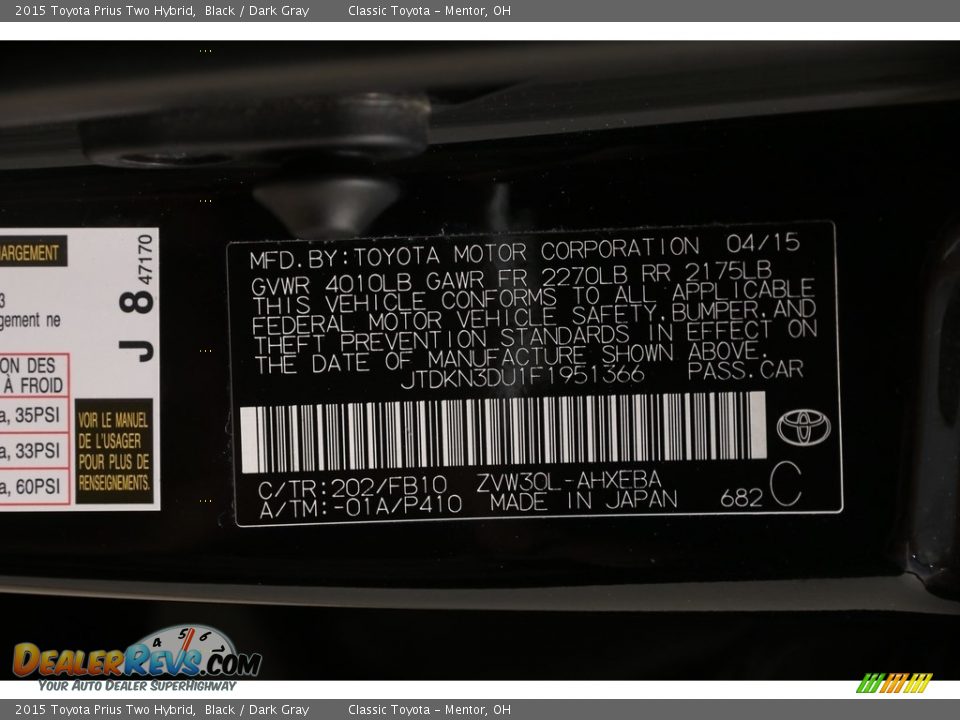 2015 Toyota Prius Two Hybrid, Black / Dark Gray Classic Toyota - Mentor, OH
HARGEMENT
3
gement ne
J 8 47170
ON DES
À FROID
a, 35PSI
a, 33PSI
a, 60PSI
VOIR LE MANUEL
DE L'USAGER
POUR PLUS DE
RENSEIGNEMENTS.
MFD.BY:TOYOTA MOTOR CORPORATION 04/15
GVWR 4010LB GAWR FR 2270LB RR 2175LB
THIS VEHICLE CONFORMS TO ALL APPLICABLE
FEDERAL MOTOR VEHICLE SAFETY,BUMPER,AND
THEFT PREVENTION STANDARDS IN EFFECT ON
THE DATE OF MANUFACTURE SHOWN ABOVE.
JTDKN3DU1F1951366 PASS.CAR
C/TR:202/FB10 ZVW30L-AHXEBA
A/TM:-01A/P410 MADE IN JAPAN 682 C
4 5 6 7
DEALERREVS.COM
YOUR AUTO DEALER SUPERHIGHWAY
2015 Toyota Prius Two Hybrid, Black / Dark Gray Classic Toyota - Mentor, OH